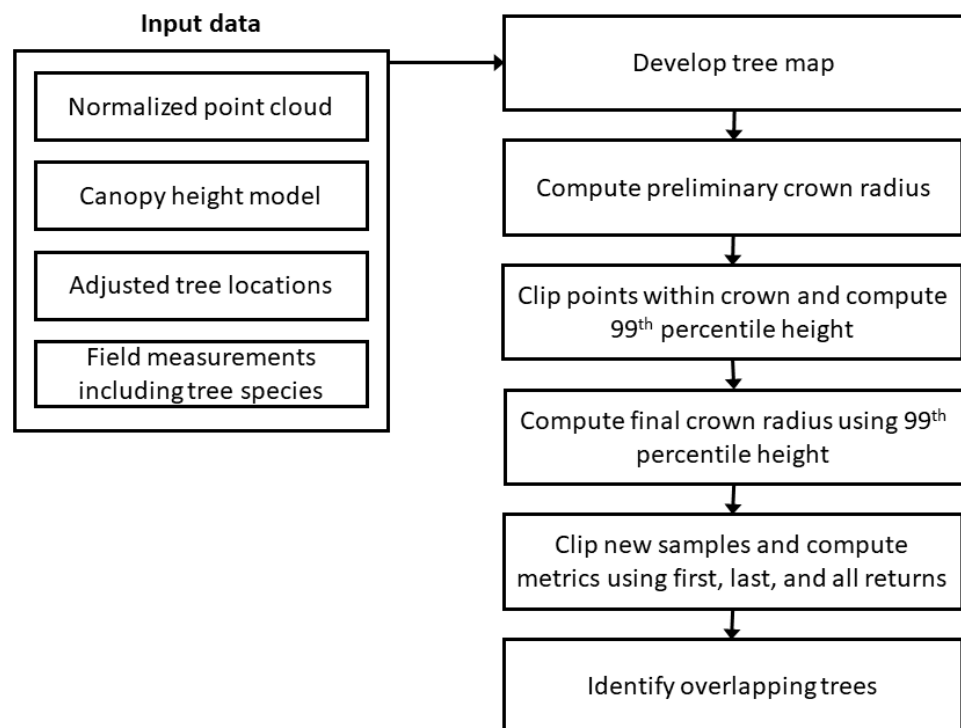 Input data
Normalized point cloud
Canopy height model
Adjusted tree locations
Field measurements
including tree species
Develop tree map
Compute preliminary crown radius
Clip points within crown and compute
99th percentile height
Compute final crown radius using 99th
percentile height
Clip new samples and compute
metrics using first, last, and all returns
Identify overlapping trees